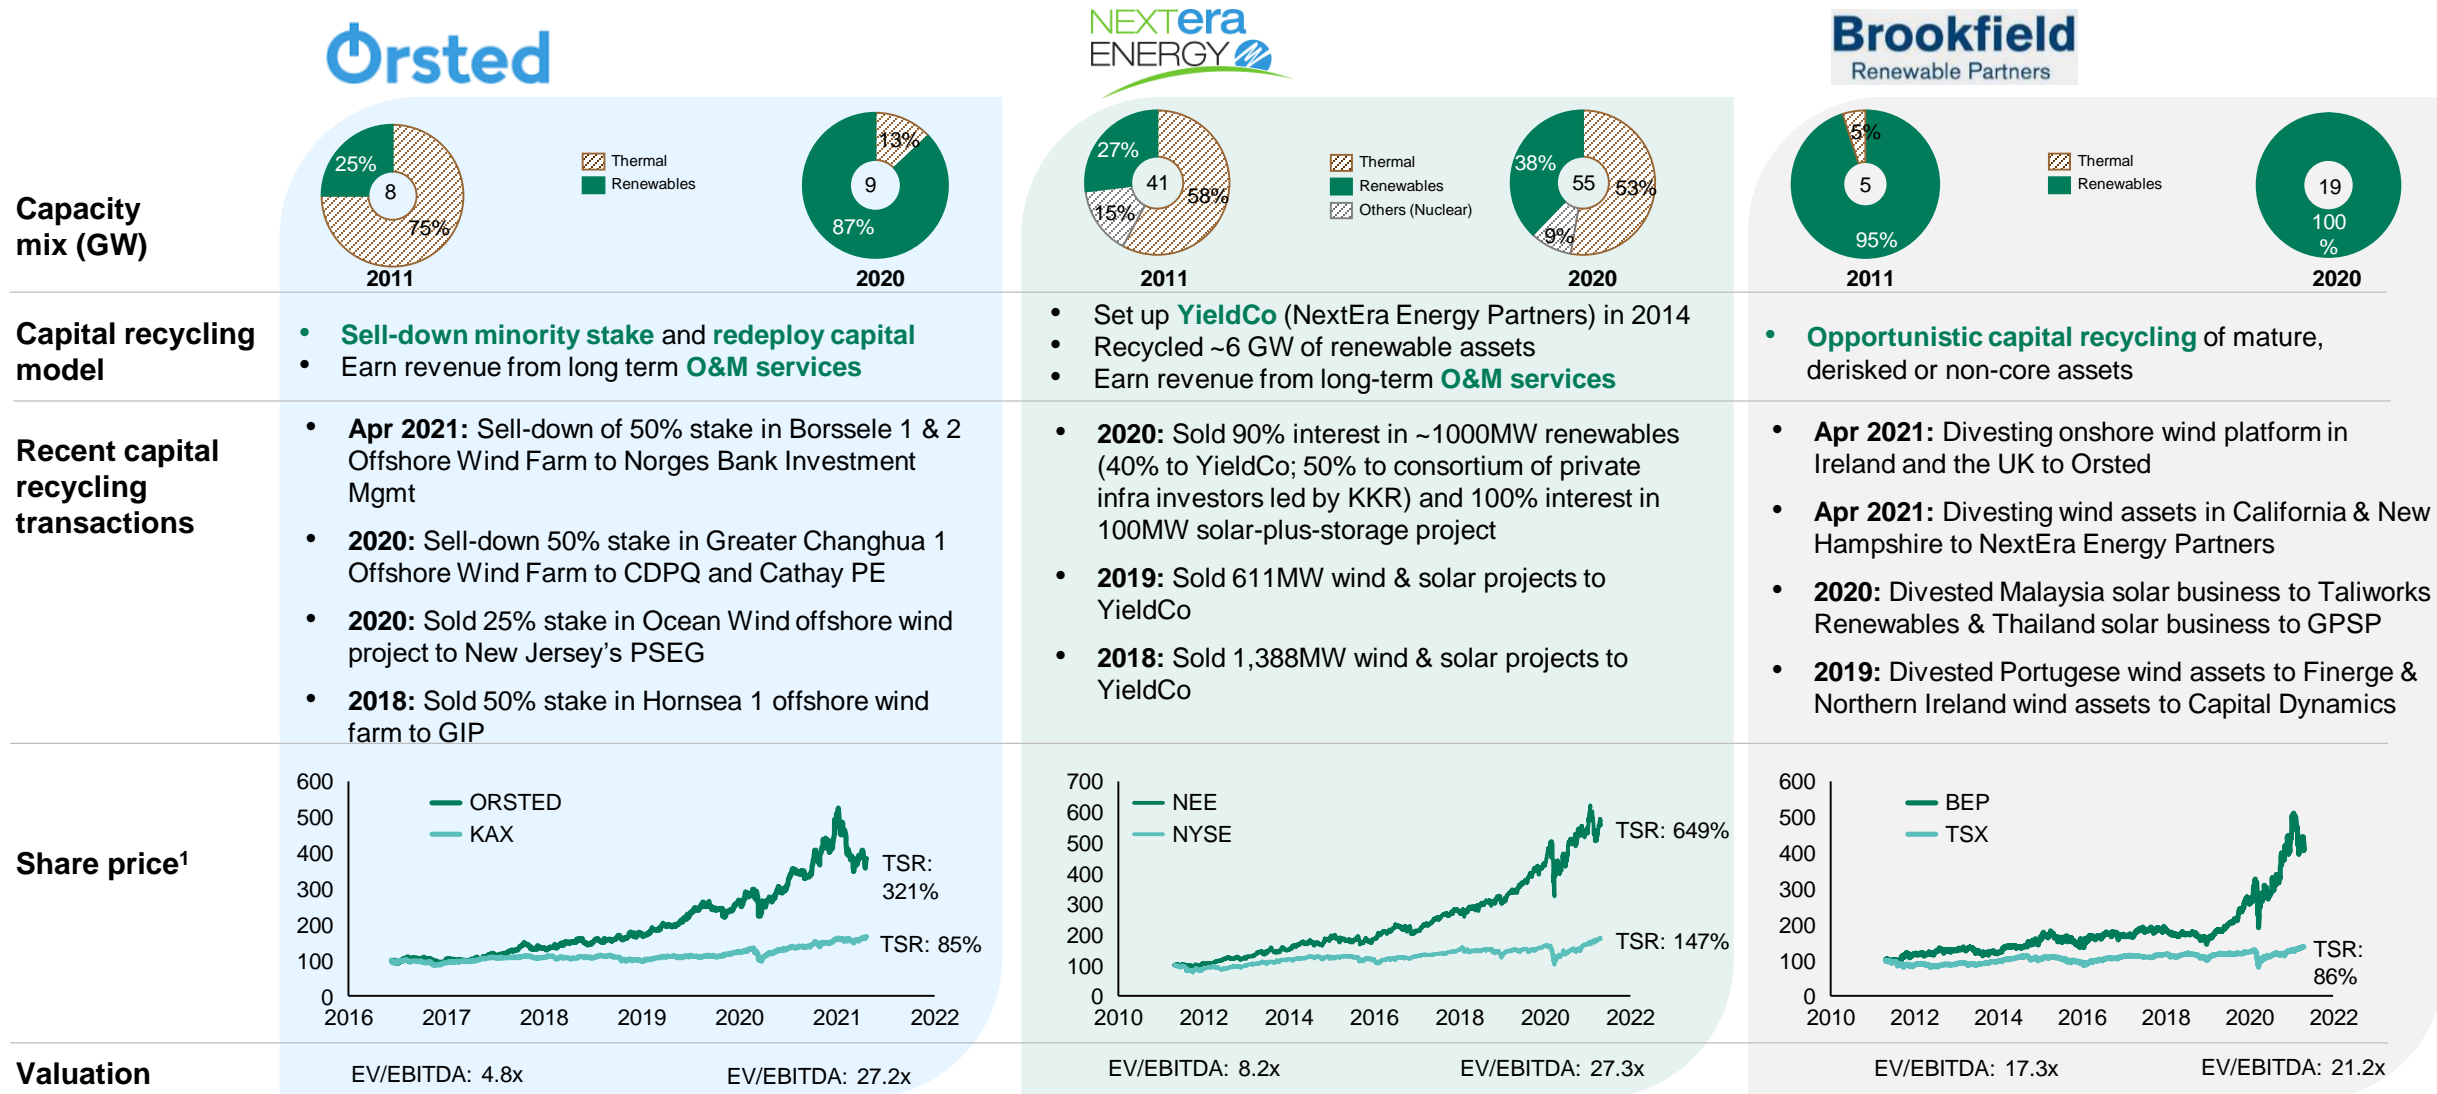 Ørsted
NEXTera
ENERGY
Brookfield
Renewable Partners
Capacity
mix (GW)
25%
8
75%
2011
Thermal
Renewables
13%
9
87%
2020
27%
41
58%
15%
2011
Thermal
Renewables
Others (Nuclear)
38%
55
53%
9%
2020
5%
5
95%
2011
Thermal
Renewables
19
100
%
2020
Capital recycling
model
• Sell-down minority stake and redeploy capital
• Earn revenue from long term O&M services
• Set up YieldCo (NextEra Energy Partners) in 2014
• Recycled ~6 GW of renewable assets
• Earn revenue from long-term O&M services
• Opportunistic capital recycling of mature,
derisked or non-core assets
Recent capital
recycling
transactions
• Apr 2021: Sell-down of 50% stake in Borssele 1 & 2
Offshore Wind Farm to Norges Bank Investment
Mgmt
• 2020: Sell-down 50% stake in Greater Changhua 1
Offshore Wind Farm to CDPQ and Cathay PE
• 2020: Sold 25% stake in Ocean Wind offshore wind
project to New Jersey’s PSEG
• 2018: Sold 50% stake in Hornsea 1 offshore wind
farm to GIP
• 2020: Sold 90% interest in ~1000MW renewables
(40% to YieldCo; 50% to consortium of private
infra investors led by KKR) and 100% interest in
100MW solar-plus-storage project
• 2019: Sold 611MW wind & solar projects to
YieldCo
• 2018: Sold 1,388MW wind & solar projects to
YieldCo
• Apr 2021: Divesting onshore wind platform in
Ireland and the UK to Orsted
• Apr 2021: Divesting wind assets in California & New
Hampshire to NextEra Energy Partners
• 2020: Divested Malaysia solar business to Taliworks
Renewables & Thailand solar business to GPSP
• 2019: Divested Portugese wind assets to Finerge &
Northern Ireland wind assets to Capital Dynamics
Share price1
600
500
400
300
200
100
0
ORSTED
KAX
TSR:
321%
TSR: 85%
2016 2017 2018 2019 2020 2021 2022
700
600
500
400
300
200
100
0
NEE
NYSE
TSR: 649%
TSR: 147%
2010 2012 2014 2016 2018 2020 2022
600
500
400
300
200
100
0
BEP
TSX
TSR:
86%
2010 2012 2014 2016 2018 2020 2022
Valuation
EV/EBITDA: 4.8x
EV/EBITDA: 27.2x
EV/EBITDA: 8.2x
EV/EBITDA: 27.3x
EV/EBITDA: 17.3x
EV/EBITDA: 21.2x